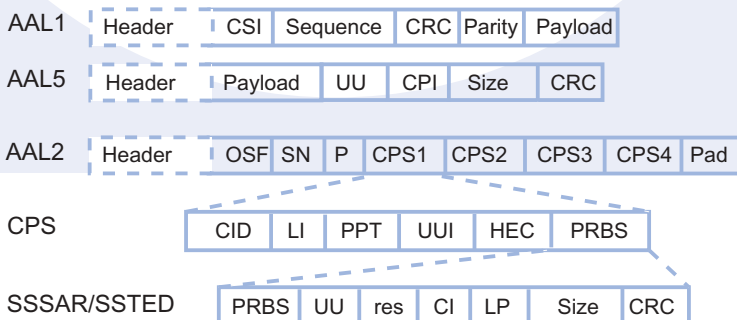 AAL1 Header CSI Sequence CRC Parity Payload
AAL5 Header Payload UU CPI Size CRC
AAL2 Header OSF SN P CPS1 CPS2 CPS3 CPS4 Pad
CPS CID LI PPT UUI HEC PRBS
SSSAR/SSTED PRBS UU res CI LP Size CRC